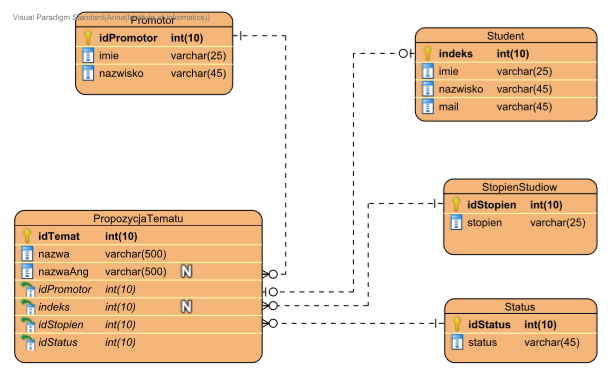 Visual Paradigm Standard(Anna(Institute of Informatics))
Promotor
idPromotor int(10)
imie varchar(25)
nazwisko varchar(45)
Student
indeks int(10)
imie varchar(25)
nazwisko varchar(45)
mail varchar(45)
StopienStudiow
idStopien int(10)
stopien varchar(25)
PropozycjaTematu
idTemat int(10)
nazwa varchar(500)
nazwaAng varchar(500) N
idPromotor int(10)
indeks int(10) N
idStopien int(10)
idStatus int(10)
Status
idStatus int(10)
status varchar(45)